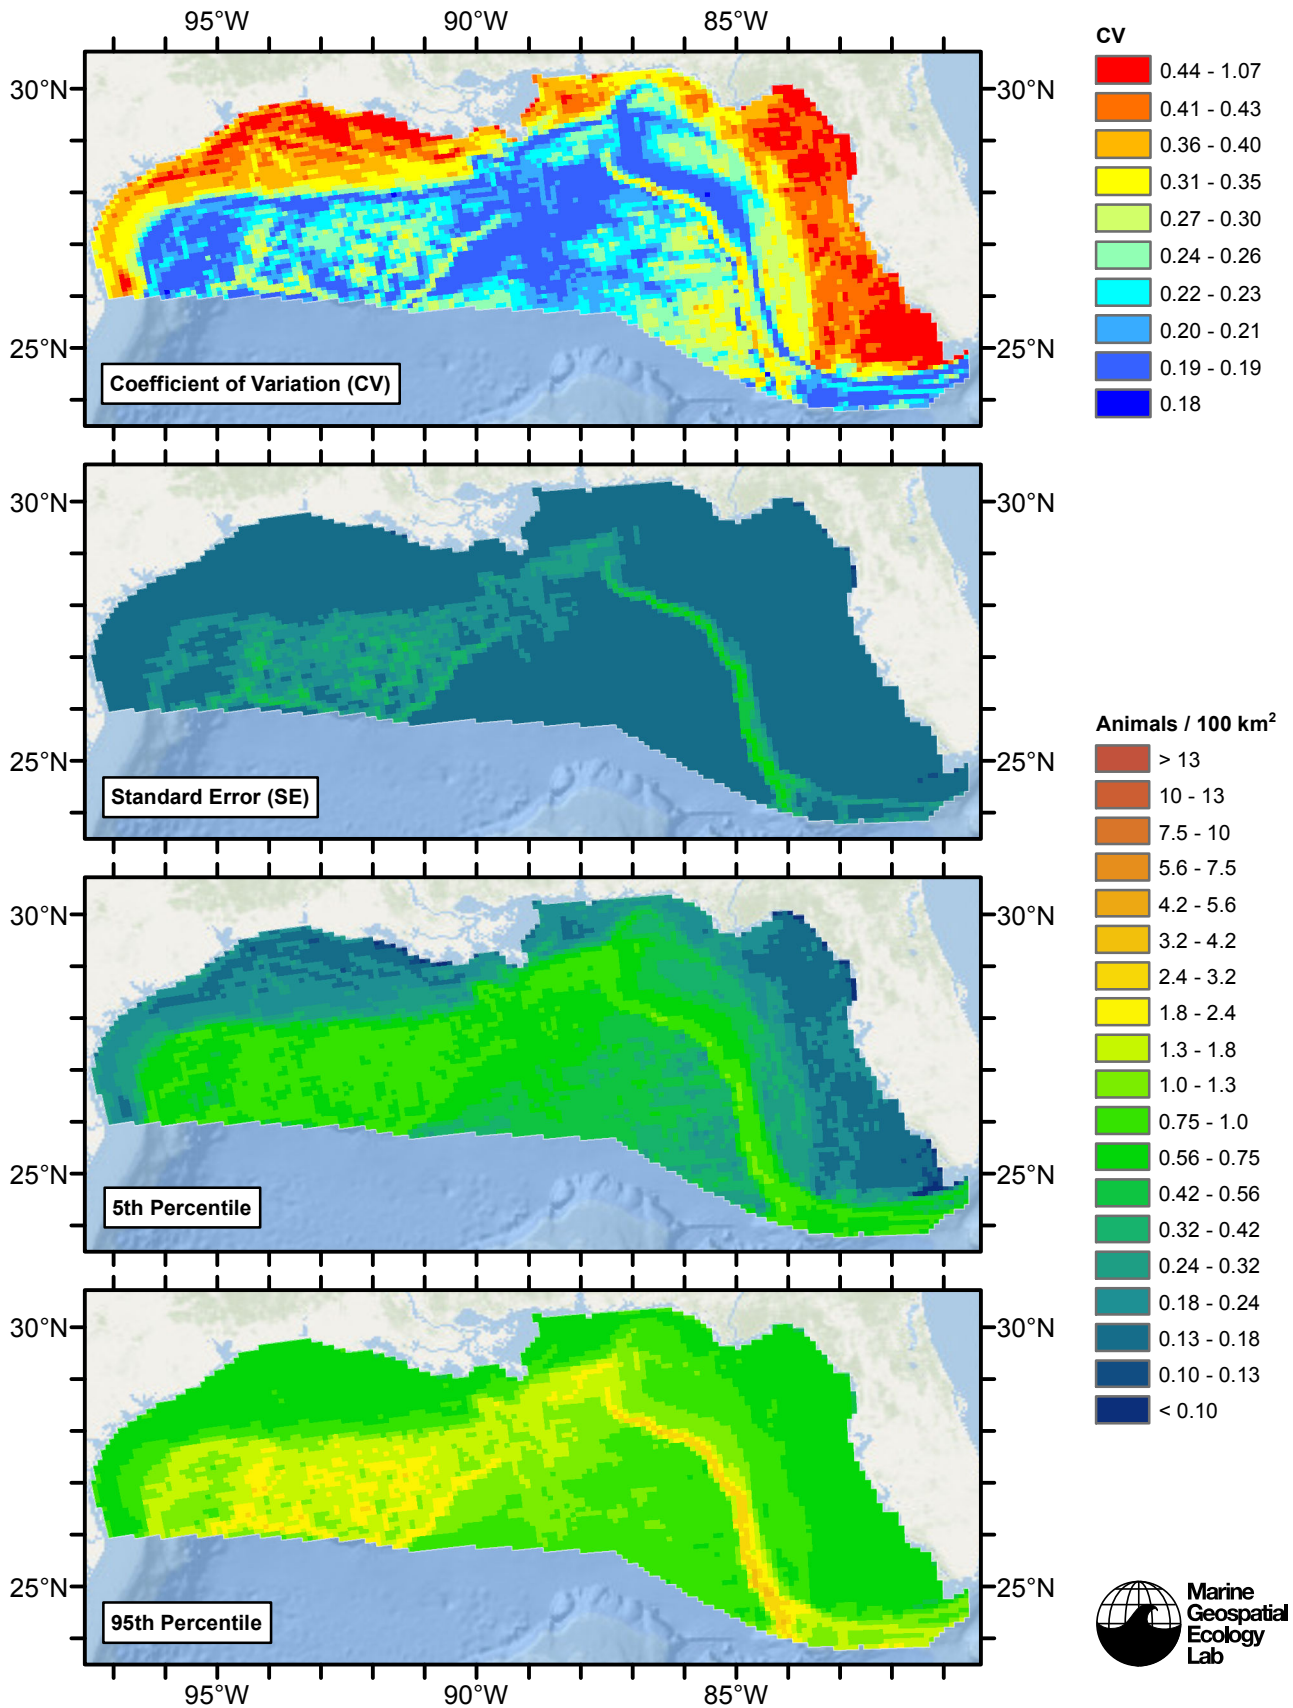 95°W 90°W 85°W
30°N 30°N
25°N 25°N
Coefficient of Variation (CV)
CV
0.44 - 1.07
0.41 - 0.43
0.36 - 0.40
0.31 - 0.35
0.27 - 0.30
0.24 - 0.26
0.22 - 0.23
0.20 - 0.21
0.19 - 0.19
0.18
30°N 30°N
25°N 25°N
Standard Error (SE)
30°N 30°N
25°N 25°N
5th Percentile
Animals / 100 km²
> 13
10 - 13
7.5 - 10
5.6 - 7.5
4.2 - 5.6
3.2 - 4.2
2.4 - 3.2
1.8 - 2.4
1.3 - 1.8
1.0 - 1.3
0.75 - 1.0
0.56 - 0.75
0.42 - 0.56
0.32 - 0.42
0.24 - 0.32
0.18 - 0.24
0.13 - 0.18
0.10 - 0.13
< 0.10
30°N 30°N
25°N 25°N
95th Percentile
95°W 90°W 85°W
Marine
Geospatial
Ecology
Lab